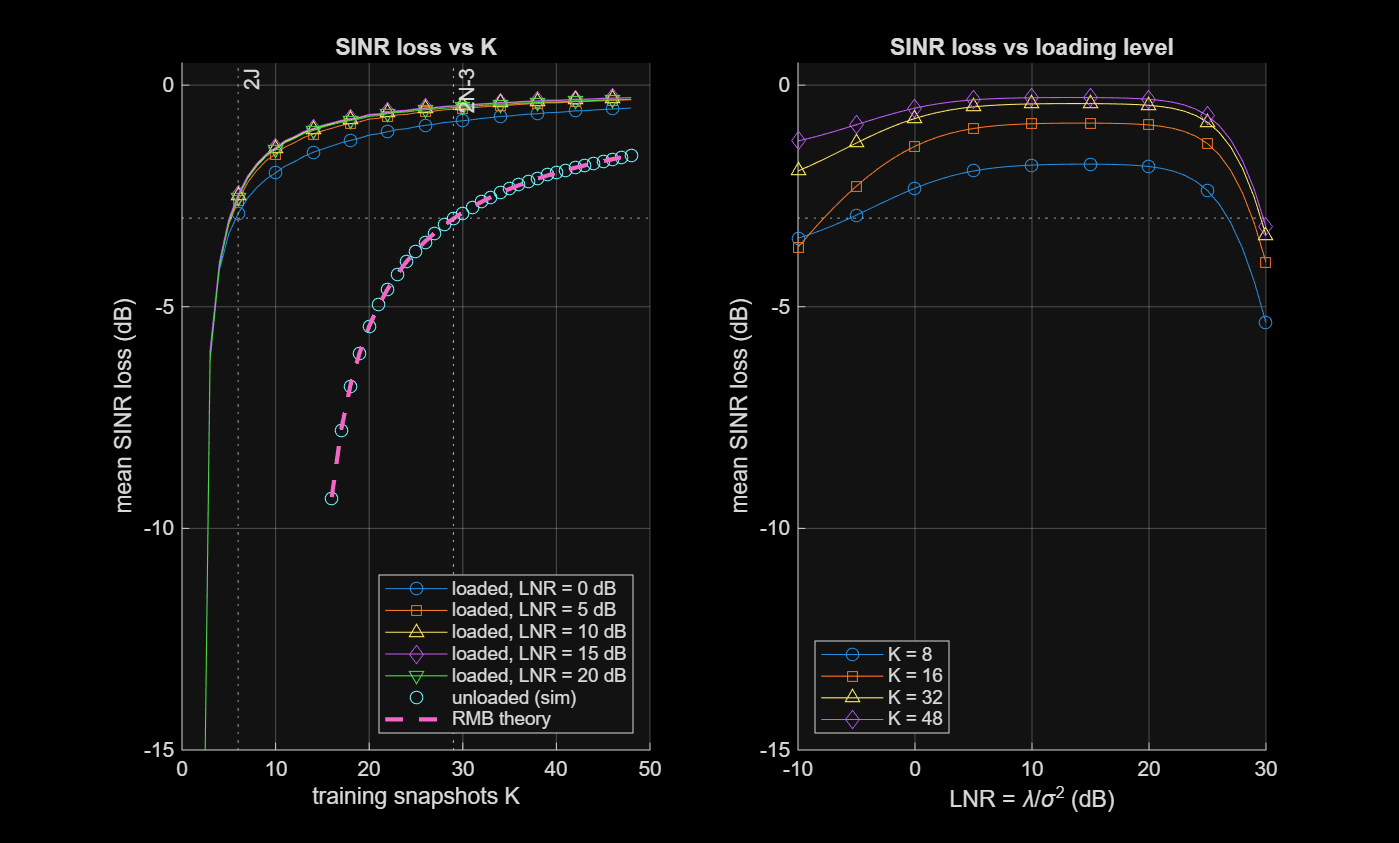 SINR loss vs K
2J
2N-3
0
-5
-10
-15
mean SINR loss (dB)
loaded, LNR = 0 dB
loaded, LNR = 5 dB
loaded, LNR = 10 dB
loaded, LNR = 15 dB
loaded, LNR = 20 dB
unloaded (sim)
RMB theory
0 10 20 30 40 50
training snapshots K
SINR loss vs loading level
0
-5
-10
-15
mean SINR loss (dB)
K = 8
K = 16
K = 32
K = 48
-10 0 10 20 30
LNR = λ/σ² (dB)